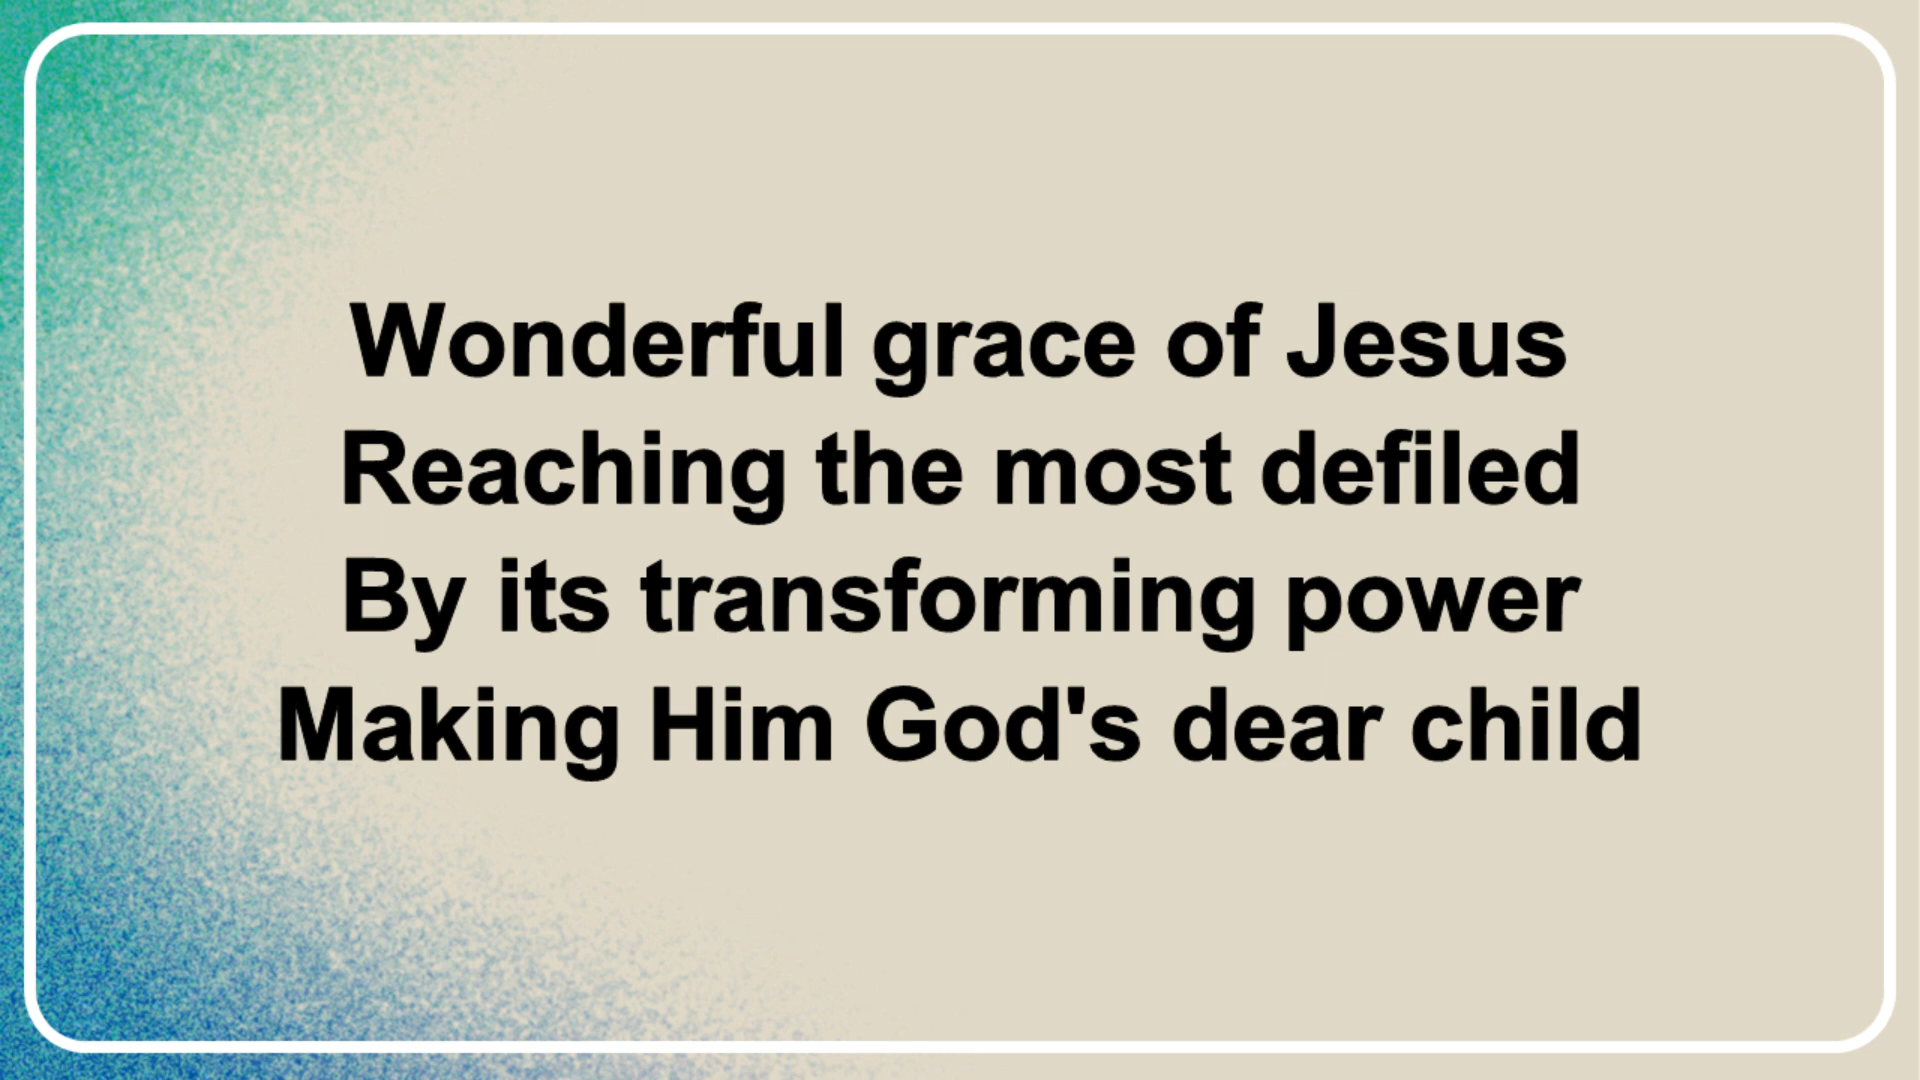 Wonderful grace of Jesus
Reaching the most defiled
By its transforming power
Making Him God's dear child